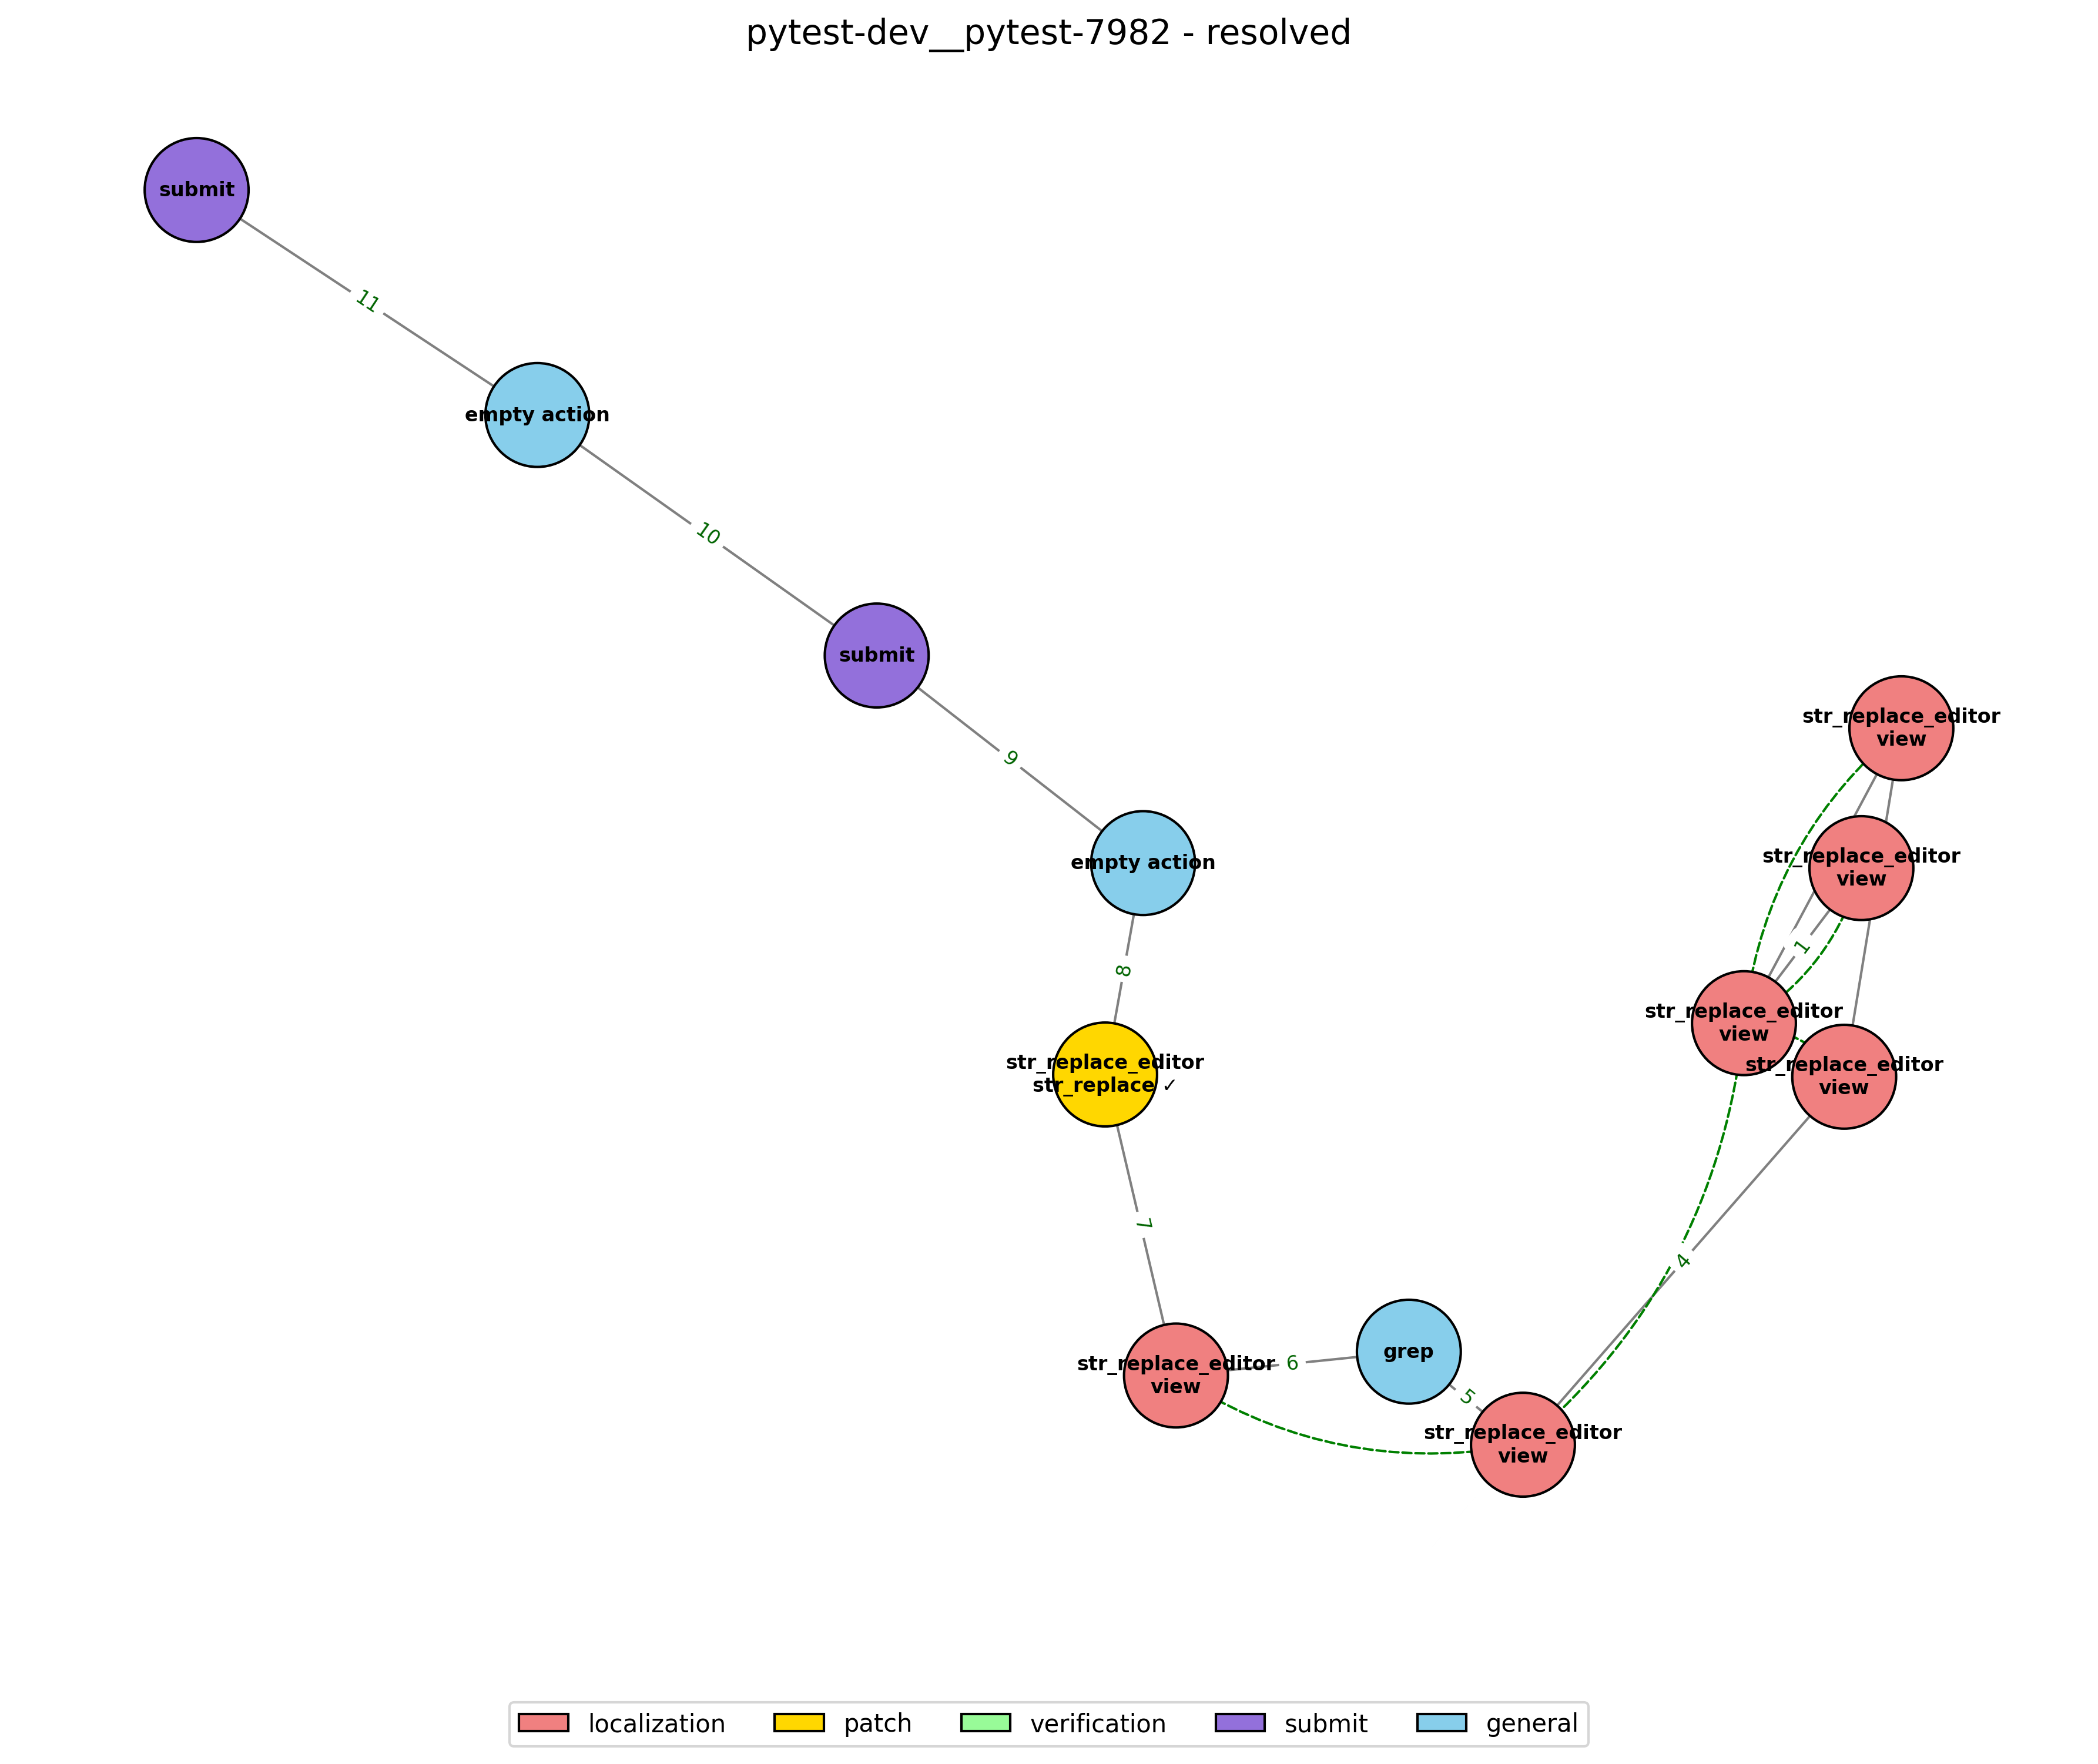 pytest-dev__pytest-7982 - resolved
submit
11
empty action
10
submit
9
empty action
8
str_replace_editor
str_replace ✓
7
str_replace_editor
view
6
grep
5
str_replace_editor
view
4
str_replace_editor
view
str_replace_editor
view
1
str_replace_editor
view
str_replace_editor
view
localization
patch
verification
submit
general